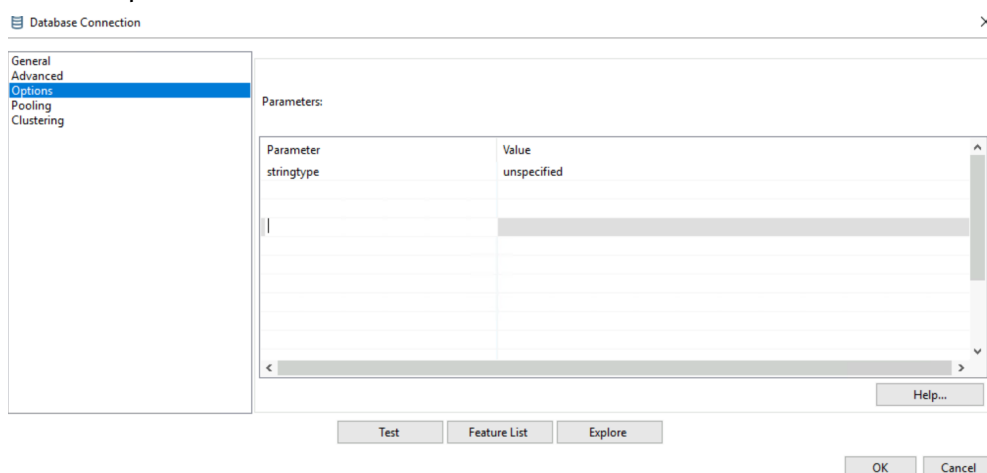 Database Connection
General
Advanced
Options
Pooling
Clustering
Parameters:
Parameter Value
stringtype unspecified
Help...
Test Feature List Explore
OK Cancel